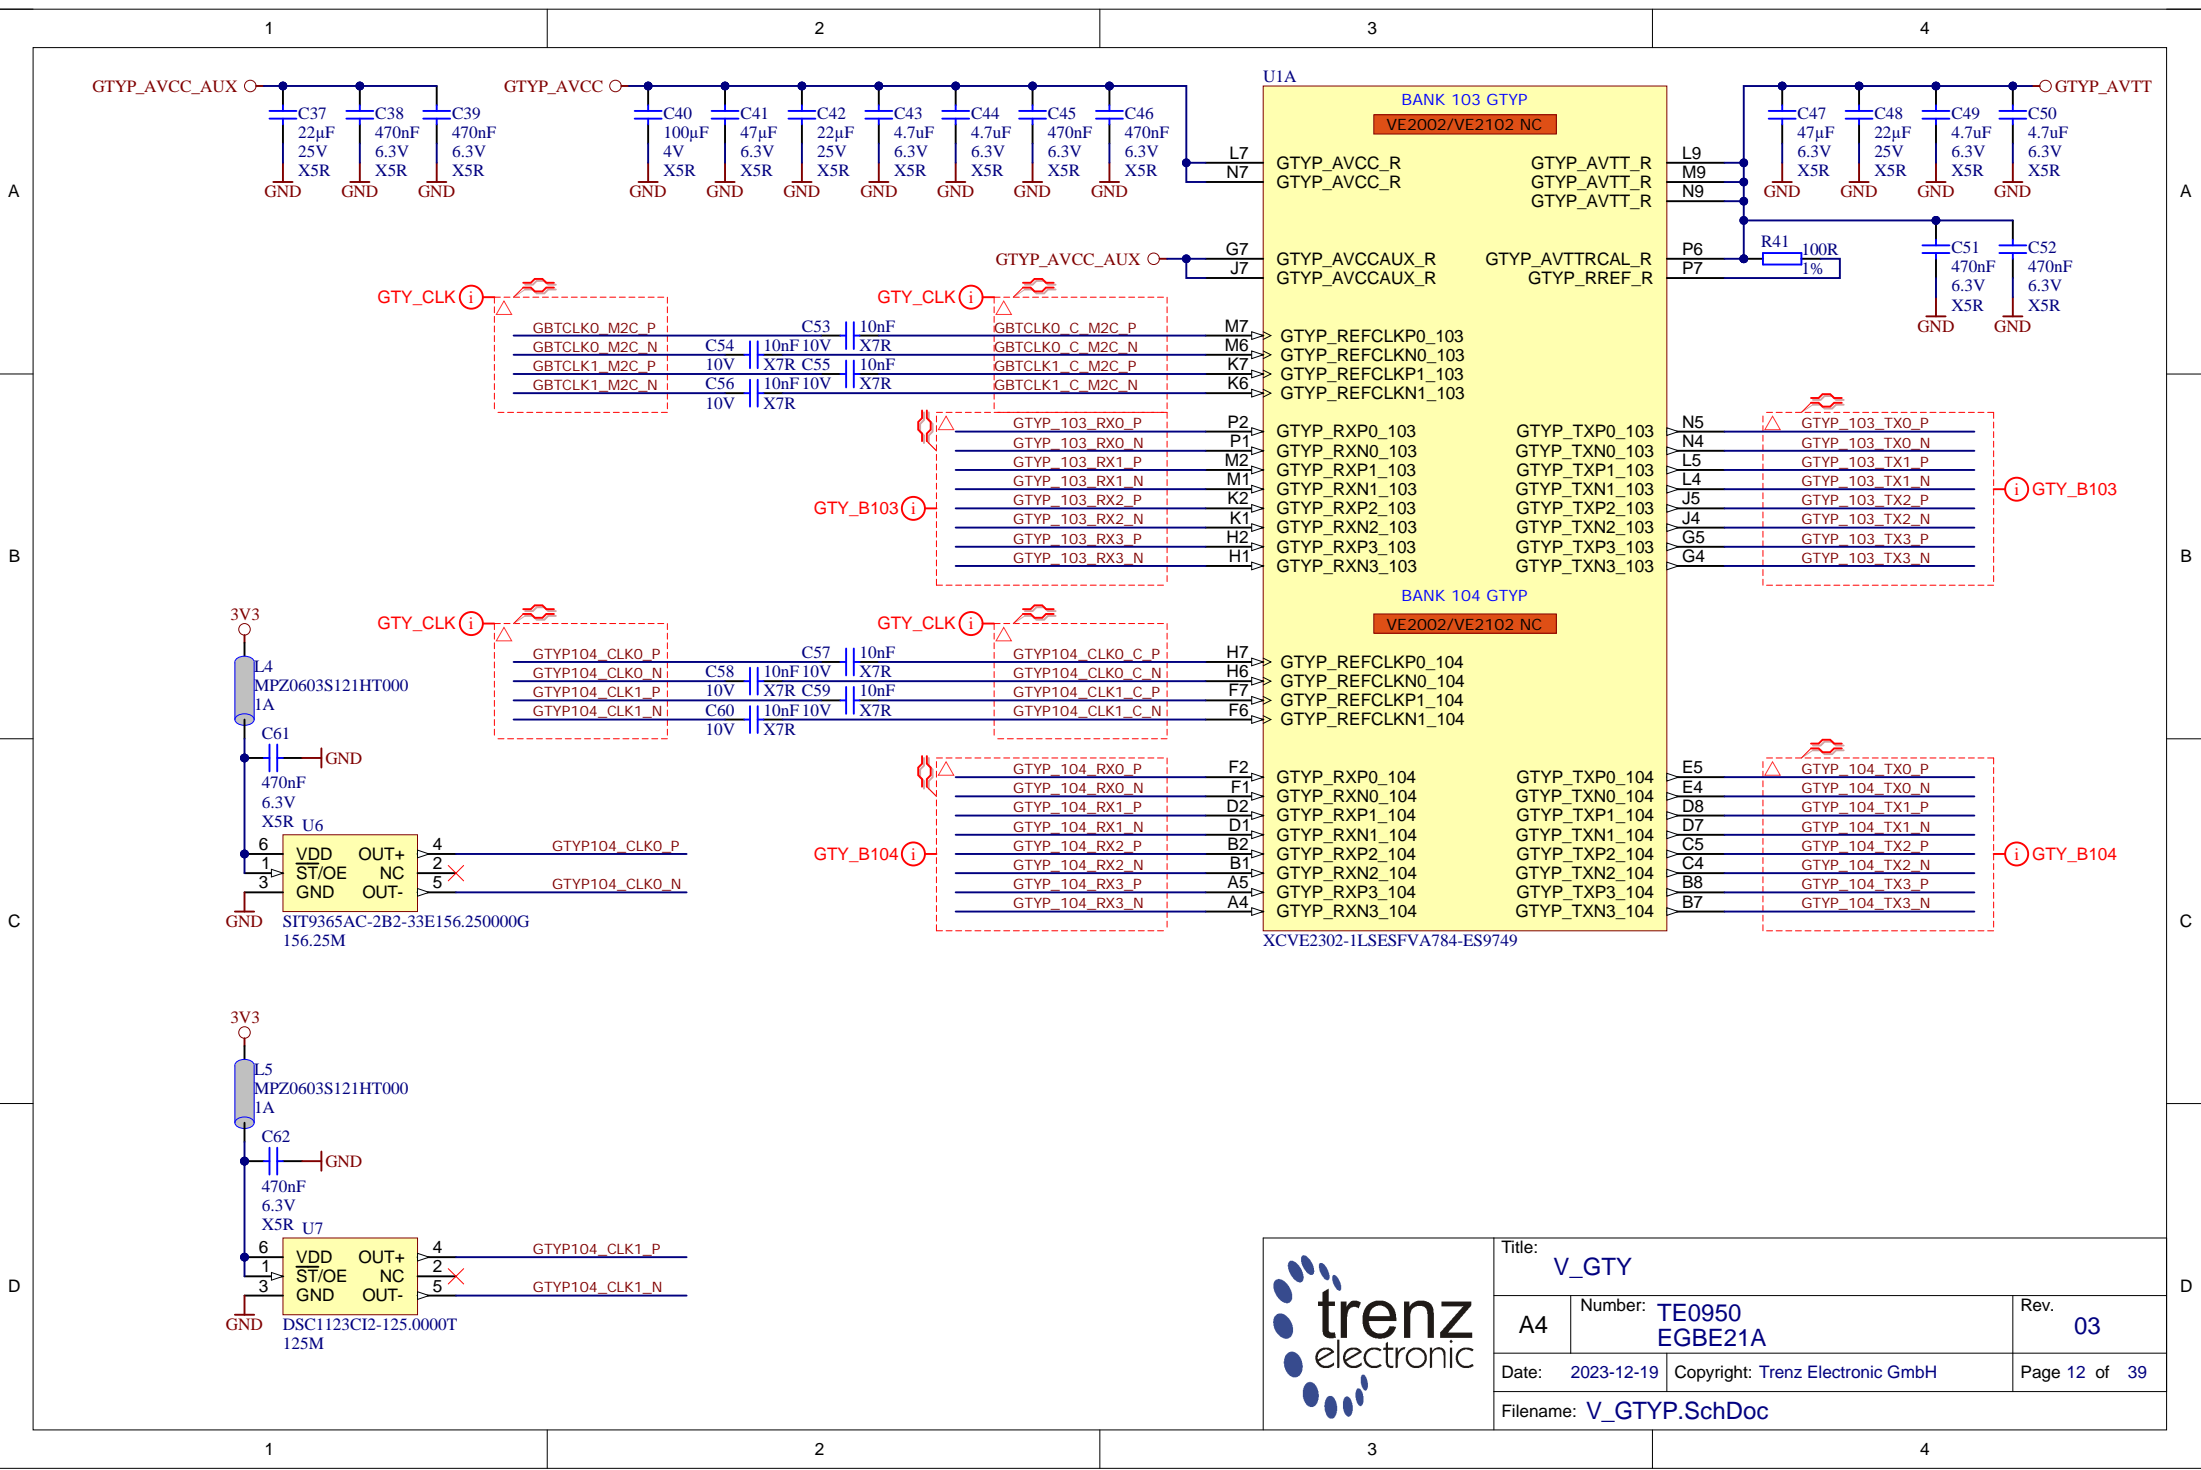 1 2 3 4
GTYP_AVCC_AUX
C37
22µF
25V
X5R
GND
C38
470nF
6.3V
X5R
GND
C39
470nF
6.3V
X5R
GND
GTYP_AVCC
C40
100µF
4V
X5R
GND
C41
47µF
6.3V
X5R
GND
C42
22µF
25V
X5R
GND
C43
4.7uF
6.3V
X5R
GND
C44
4.7uF
6.3V
X5R
GND
C45
470nF
6.3V
X5R
GND
C46
470nF
6.3V
X5R
GND
U1A
BANK 103 GTYP
VE2002/VE2102 NC
L7 GTYP_AVCC_R GTYP_AVTT_R L9
N7 GTYP_AVCC_R GTYP_AVTT_R M9
GTYP_AVTT_R N9
GTYP_AVTT
C47
47µF
6.3V
X5R
GND
C48
22µF
25V
X5R
GND
C49
4.7uF
6.3V
X5R
GND
C50
4.7uF
6.3V
X5R
GND
A A
GTYP_AVCC_AUX
G7 GTYP_AVCCAUX_R GTYP_AVTTRCAL_R P6
J7 GTYP_AVCCAUX_R GTYP_RREF_R P7
R41 100R
1%
C51
470nF
6.3V
X5R
GND
C52
470nF
6.3V
X5R
GND
GTY_CLK i GTY_CLK i
GBTCLK0_M2C_P C53 10nF GBTCLK0_C_M2C_P M7 GTYP_REFCLKP0_103
GBTCLK0_M2C_N C54 10nF 10V X7R GBTCLK0_C_M2C_N M6 GTYP_REFCLKN0_103
GBTCLK1_M2C_P 10V X7R C55 10nF GBTCLK1_C_M2C_P K7 GTYP_REFCLKP1_103
GBTCLK1_M2C_N C56 10nF 10V X7R GBTCLK1_C_M2C_N K6 GTYP_REFCLKN1_103
10V X7R
GTYP_103_RX0_P P2 GTYP_RXP0_103 GTYP_TXP0_103 N5 GTYP_103_TX0_P
GTYP_103_RX0_N P1 GTYP_RXN0_103 GTYP_TXN0_103 N4 GTYP_103_TX0_N
GTYP_103_RX1_P M2 GTYP_RXP1_103 GTYP_TXP1_103 L5 GTYP_103_TX1_P
GTYP_103_RX1_N M1 GTYP_RXN1_103 GTYP_TXN1_103 L4 GTYP_103_TX1_N
GTY_B103 i GTYP_103_RX2_P K2 GTYP_RXP2_103 GTYP_TXP2_103 J5 GTYP_103_TX2_P i GTY_B103
GTYP_103_RX2_N K1 GTYP_RXN2_103 GTYP_TXN2_103 J4 GTYP_103_TX2_N
GTYP_103_RX3_P H2 GTYP_RXP3_103 GTYP_TXP3_103 G5 GTYP_103_TX3_P
GTYP_103_RX3_N H1 GTYP_RXN3_103 GTYP_TXN3_103 G4 GTYP_103_TX3_N
B B
BANK 104 GTYP
VE2002/VE2102 NC
GTY_CLK i GTY_CLK i
GTYP104_CLK0_P C57 10nF GTYP104_CLK0_C_P H7 GTYP_REFCLKP0_104
GTYP104_CLK0_N C58 10nF 10V X7R GTYP104_CLK0_C_N H6 GTYP_REFCLKN0_104
GTYP104_CLK1_P 10V X7R C59 10nF GTYP104_CLK1_C_P F7 GTYP_REFCLKP1_104
GTYP104_CLK1_N C60 10nF 10V X7R GTYP104_CLK1_C_N F6 GTYP_REFCLKN1_104
10V X7R
GTYP_104_RX0_P F2 GTYP_RXP0_104 GTYP_TXP0_104 E5 GTYP_104_TX0_P
GTYP_104_RX0_N F1 GTYP_RXN0_104 GTYP_TXN0_104 E4 GTYP_104_TX0_N
GTYP_104_RX1_P D2 GTYP_RXP1_104 GTYP_TXP1_104 D8 GTYP_104_TX1_P
GTYP_104_RX1_N D1 GTYP_RXN1_104 GTYP_TXN1_104 D7 GTYP_104_TX1_N
GTY_B104 i GTYP_104_RX2_P B2 GTYP_RXP2_104 GTYP_TXP2_104 C5 GTYP_104_TX2_P i GTY_B104
GTYP_104_RX2_N B1 GTYP_RXN2_104 GTYP_TXN2_104 C4 GTYP_104_TX2_N
GTYP_104_RX3_P A5 GTYP_RXP3_104 GTYP_TXP3_104 B8 GTYP_104_TX3_P
GTYP_104_RX3_N A4 GTYP_RXN3_104 GTYP_TXN3_104 B7 GTYP_104_TX3_N
XCVE2302-1LSESFVA784-ES9749
3V3
L4
MPZ0603S121HT000
1A
C61
GND
470nF
6.3V
X5R
U6
6 VDD OUT+ 4 GTYP104_CLK0_P
1 ST/OE NC 2
3 GND OUT- 5 GTYP104_CLK0_N
GND
SIT9365AC-2B2-33E156.250000G
156.25M
C C
3V3
L5
MPZ0603S121HT000
1A
C62
GND
470nF
6.3V
X5R
U7
6 VDD OUT+ 4 GTYP104_CLK1_P
1 ST/OE NC 2
3 GND OUT- 5 GTYP104_CLK1_N
GND
DSC1123CI2-125.0000T
125M
D D
trenz
electronic
Title:
V_GTY
A4
Number: TE0950
EGBE21A
Rev.
03
Date: 2023-12-19 Copyright: Trenz Electronic GmbH Page 12 of 39
Filename: V_GTYP.SchDoc
1 2 3 4